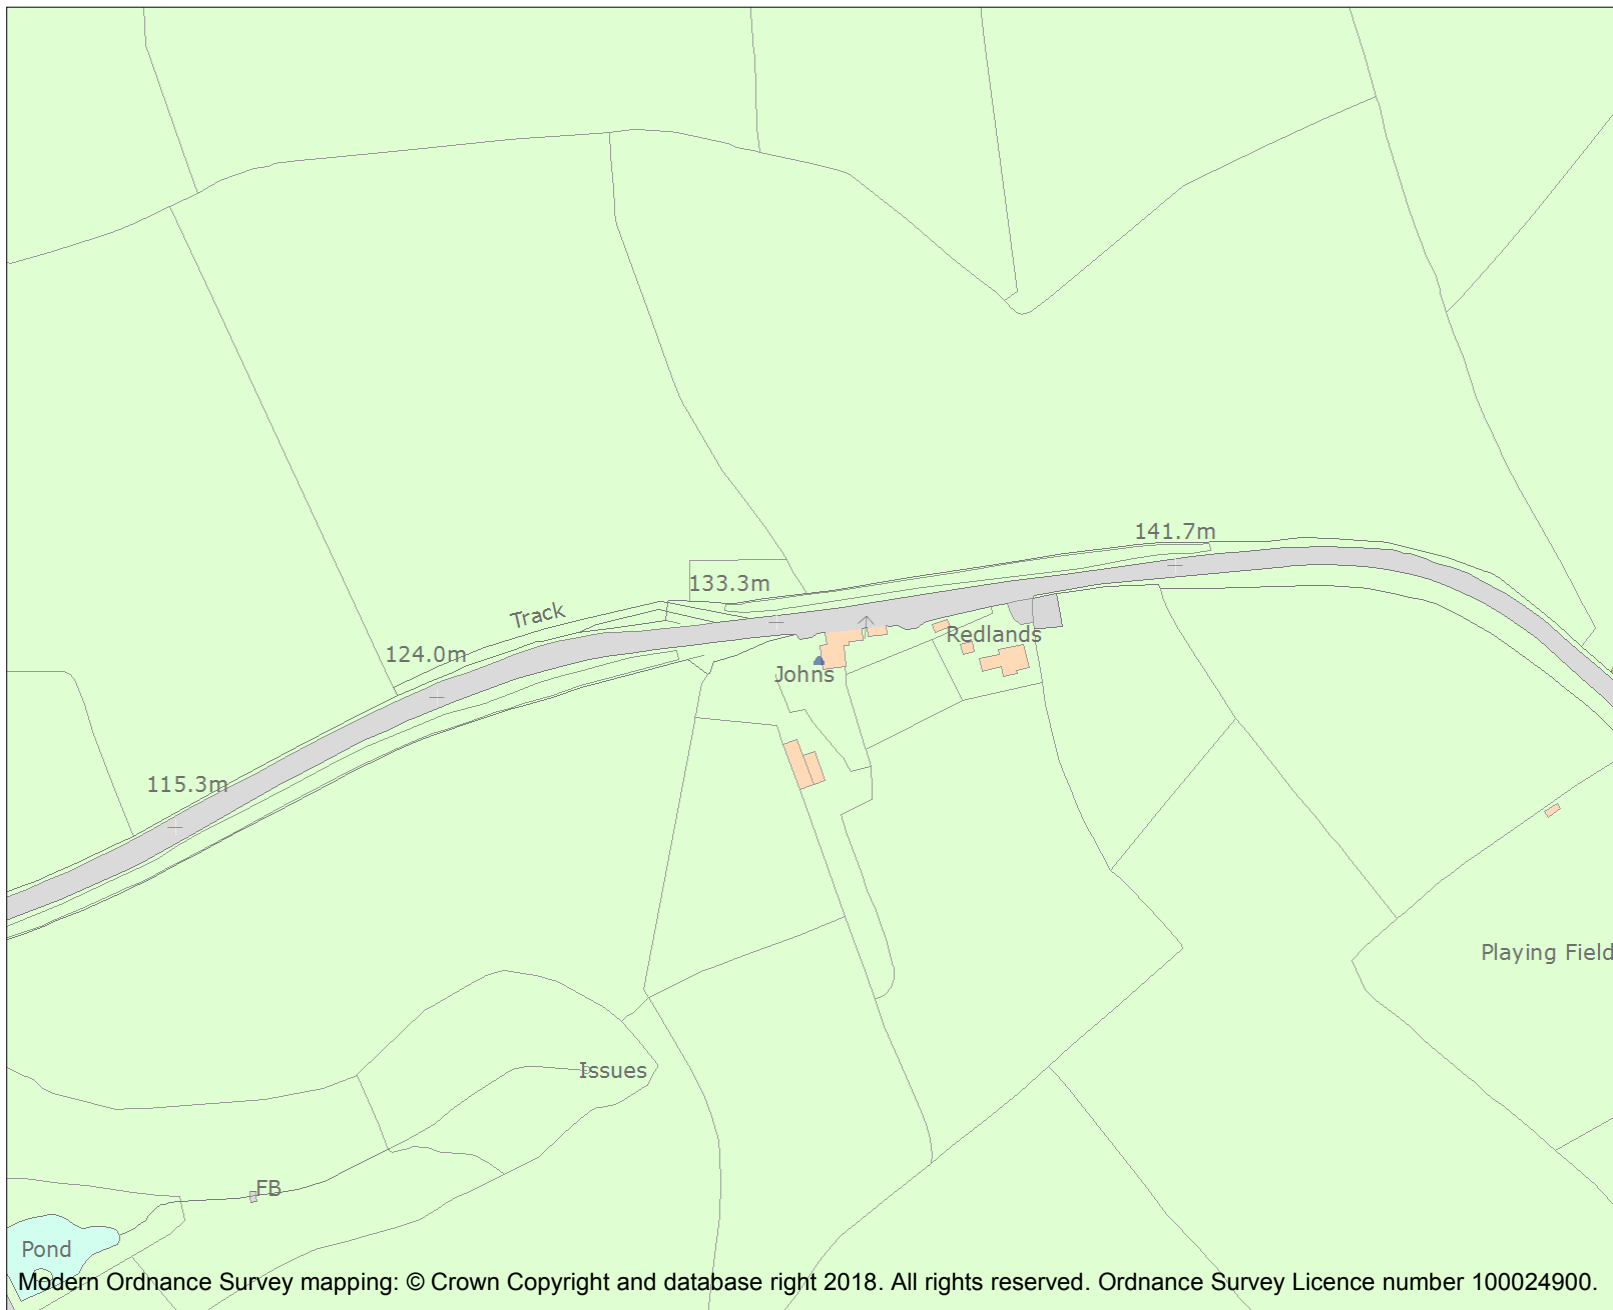 141.7m
133.3m
Track
Redlands
124.0m
Johns
115.3m
Playing Field
Issues
FB
Pond
Modern Ordnance Survey mapping: © Crown Copyright and database right 2018. All rights reserved. Ordnance Survey Licence number 100024900.